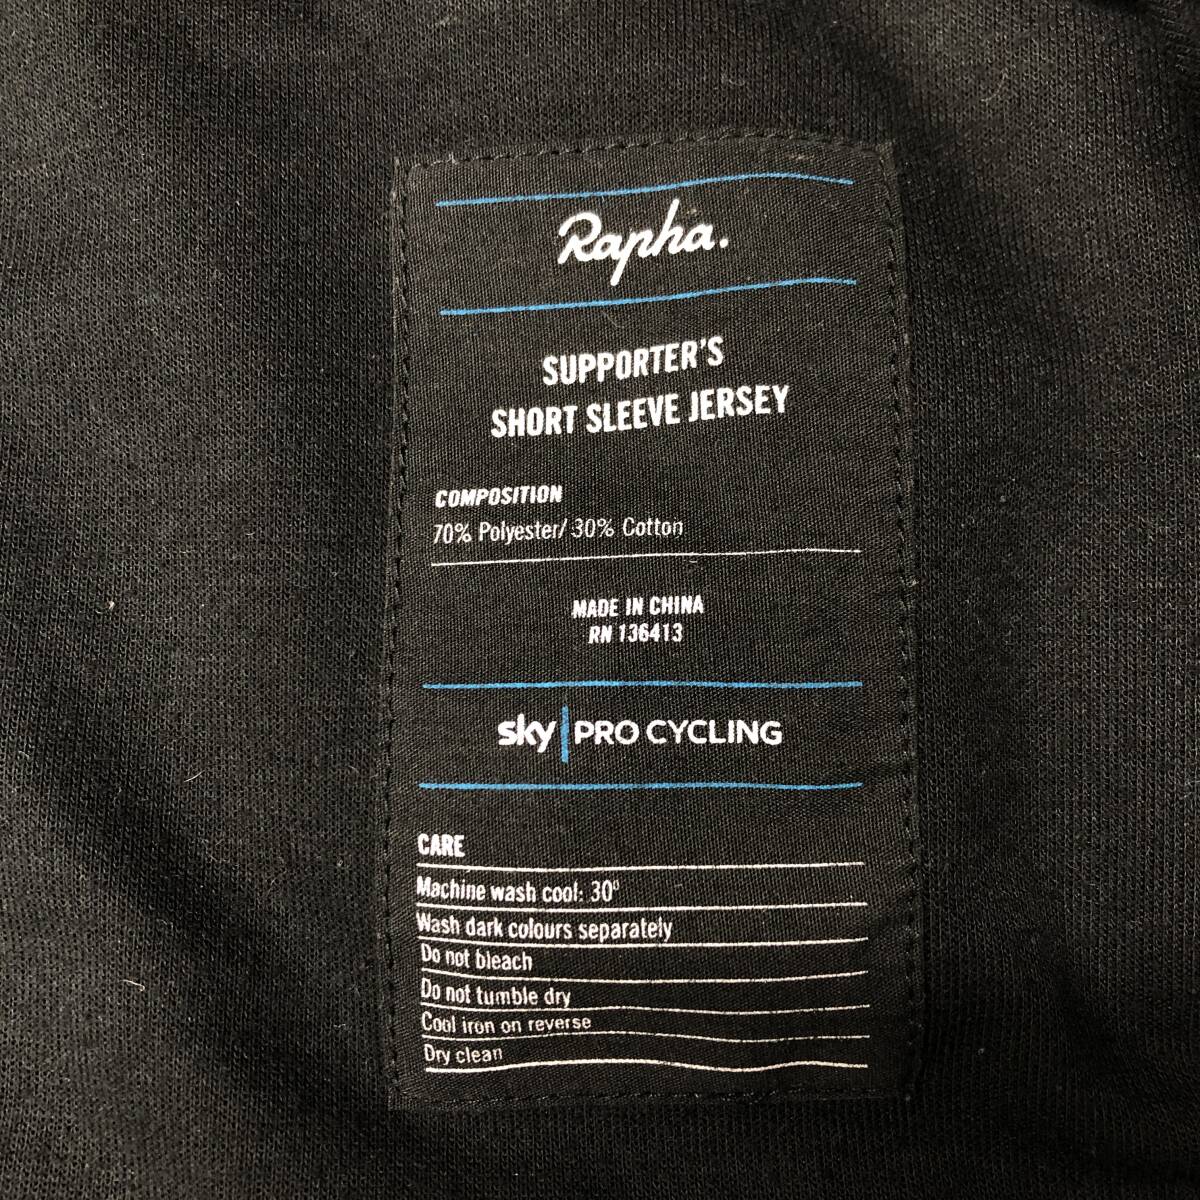 Rapha.
SUPPORTER'S
SHORT SLEEVE JERSEY
COMPOSITION
70% Polyester/ 30% Cotton
MADE IN CHINA
RN 136413
sky|PRO CYCLING
CARE
Machine wash cool: 30º
Wash dark colours separately
Do not bleach
Do not tumble dry
Cool iron on reverse
Dry clean